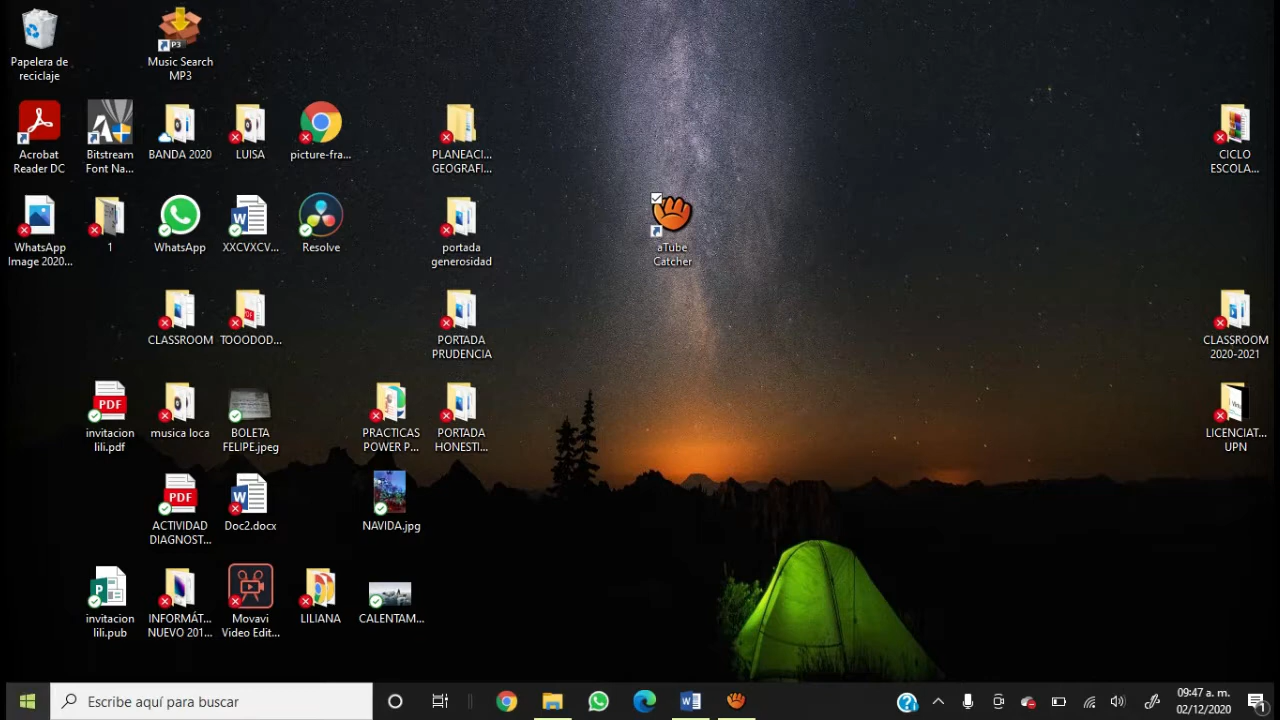 Papelera de
reciclaje
Music Search
MP3
P3
Acrobat
Reader DC
Bitstream
Font Na...
BANDA 2020
LUISA
picture-fra...
PLANEACI...
GEOGRAFI...
CICLO
ESCOLA...
WhatsApp
Image 2020...
1
WhatsApp
XXCVXCV...
Resolve
portada
generosidad
aTube
Catcher
CLASSROOM
TOOODOD...
PORTADA
PRUDENCIA
CLASSROOM
2020-2021
PDF
invitacion
lili.pdf
musica loca
BOLETA
FELIPE.jpeg
PRACTICAS
POWER P...
PORTADA
HONESTI...
LICENCIAT...
UPN
PDF
ACTIVIDAD
DIAGNOST...
Doc2.docx
NAVIDA.jpg
invitacion
lili.pub
INFORMÁT...
NUEVO 201...
Movavi
Video Edit...
LILIANA
CALENTAM...
Escribe aquí para buscar
09:47 a. m.
02/12/2020
1